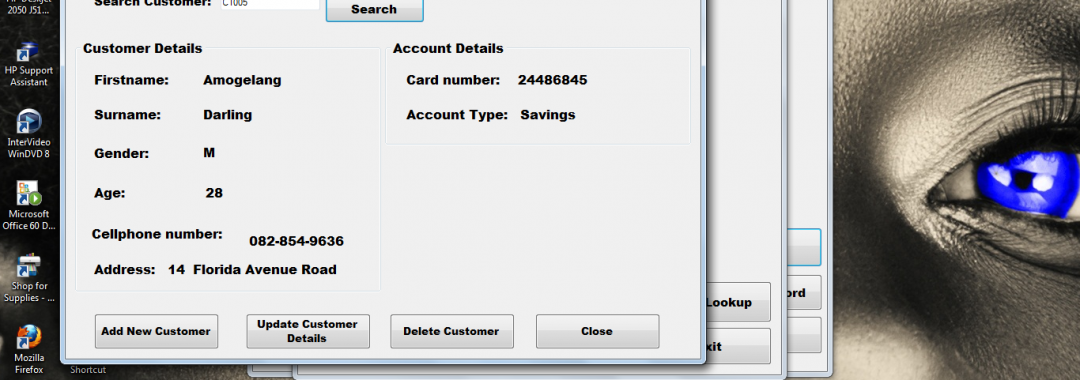 2050 J51...
HP Support
Assistant
InterVideo
WinDVD 8
Microsoft
Office 60 D...
Shop for
Supplies - ...
Mozilla
Firefox
Shortcut
Search Customer: CT005
Search
Customer Details
Firstname: Amogelang
Surname: Darling
Gender: M
Age: 28
Cellphone number: 082-854-9636
Address: 14 Florida Avenue Road
Account Details
Card number: 24486845
Account Type: Savings
Add New Customer
Update Customer
Details
Delete Customer
Close
Lookup
ord
xit